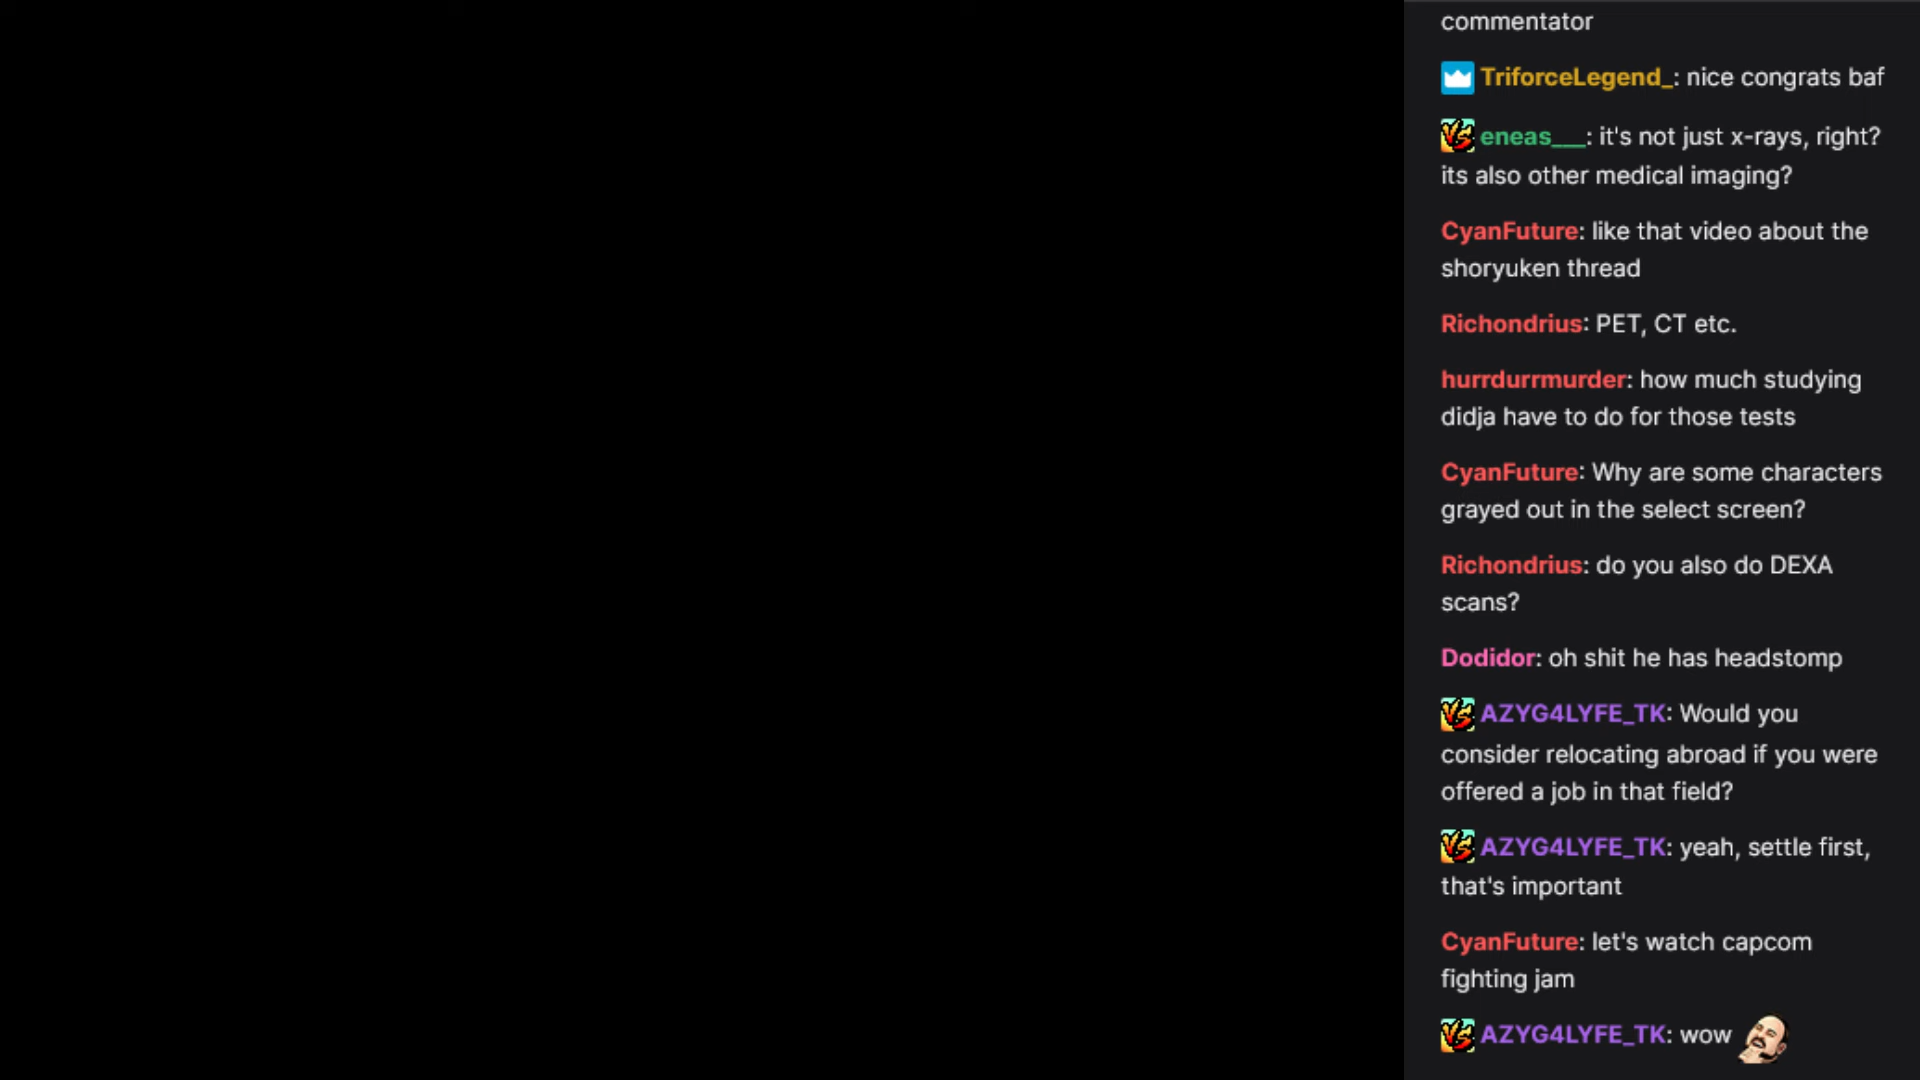 commentator
TriforceLegend_: nice congrats baf
eneas___: it's not just x-rays, right?
its also other medical imaging?
CyanFuture: like that video about the
shoryuken thread
Richondrius: PET, CT etc.
hurrdurrmurder: how much studying
didja have to do for those tests
CyanFuture: Why are some characters
grayed out in the select screen?
Richondrius: do you also do DEXA
scans?
Dodidor: oh shit he has headstomp
AZYG4LYFE_TK: Would you
consider relocating abroad if you were
offered a job in that field?
AZYG4LYFE_TK: yeah, settle first,
that's important
CyanFuture: let's watch capcom
fighting jam
AZYG4LYFE_TK: wow